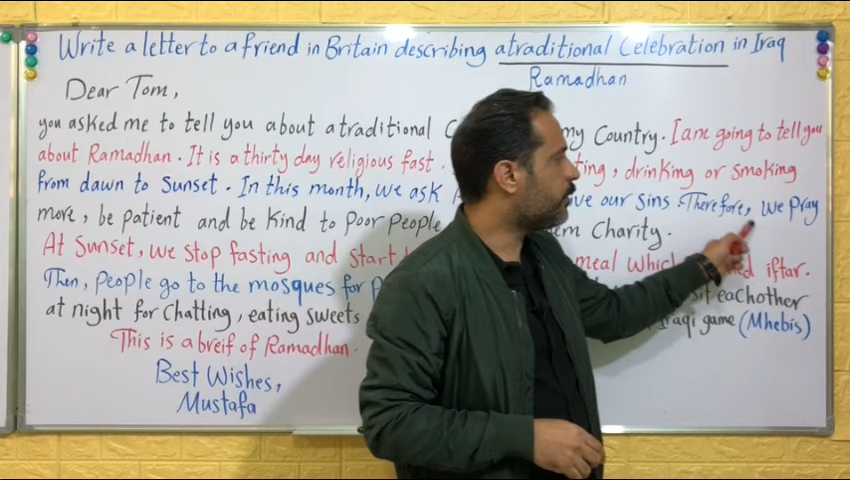 Write a letter to a friend in Britain describing a traditional Celebration in Iraq
Ramadhan
Dear Tom,
you asked me to tell you about a traditional my Country. I am going to tell you
about Ramadhan. It is a thirty day religious fast. drinking or smoking
from dawn to sunset. In this month, we ask our sins. Therefore, we pray
more, be patient and be kind to poor people Charity.
At sunset, we stop fasting and start meal which iftar.
Then, people go to the mosques for eachother
at night for chatting, eating sweets Iraqi game (Mhebis)
This is a breif of Ramadhan.
Best Wishes,
Mustafa